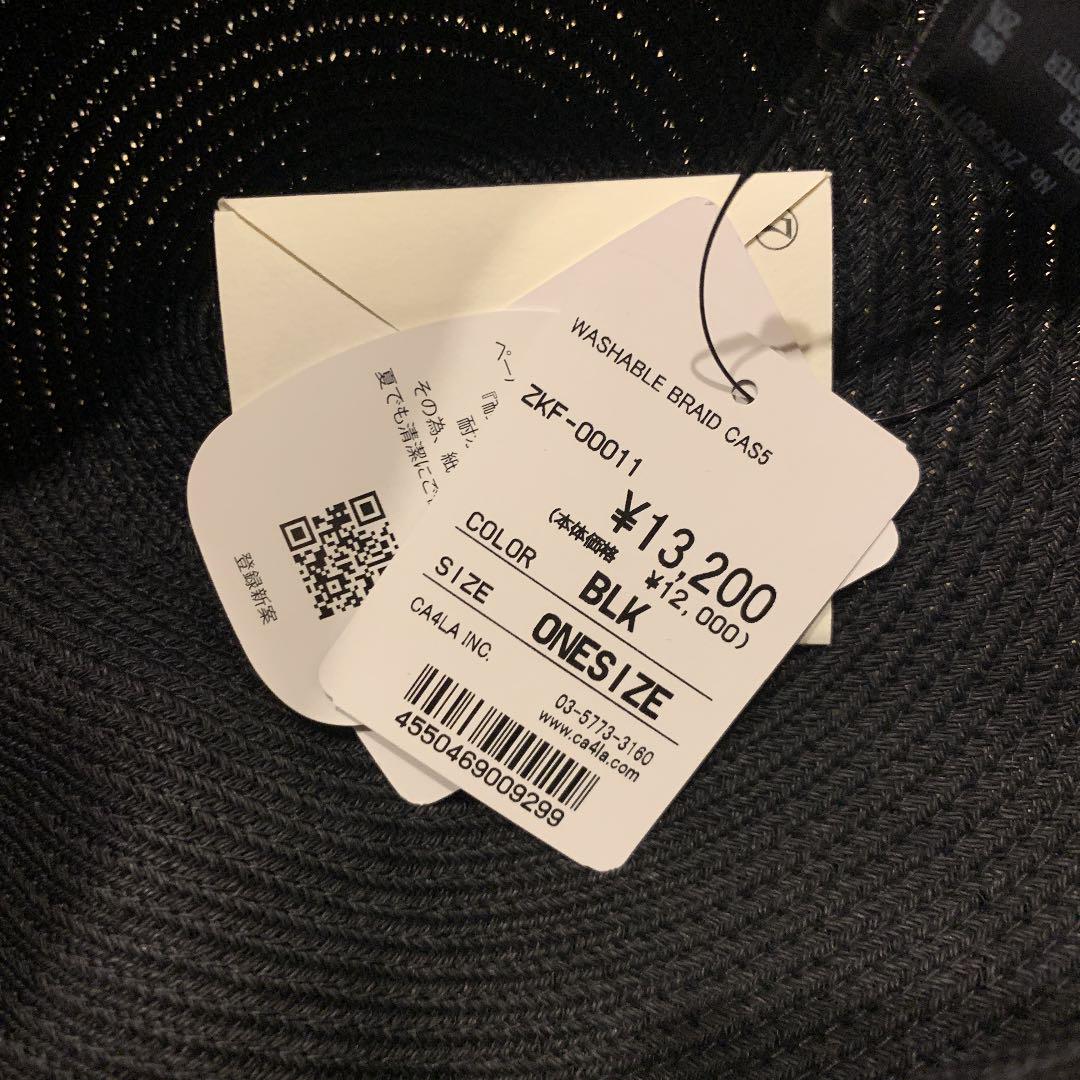 WASHABLE BRAID CAS5
ZKF-00011
¥13,200
(本体価格 ¥12,000)
COLOR BLK
SIZE ONESIZE
CA4LA INC.
03-5773-3160
www.ca4la.com
4550469009299
その為、紙
夏でも清潔にご
登録新案